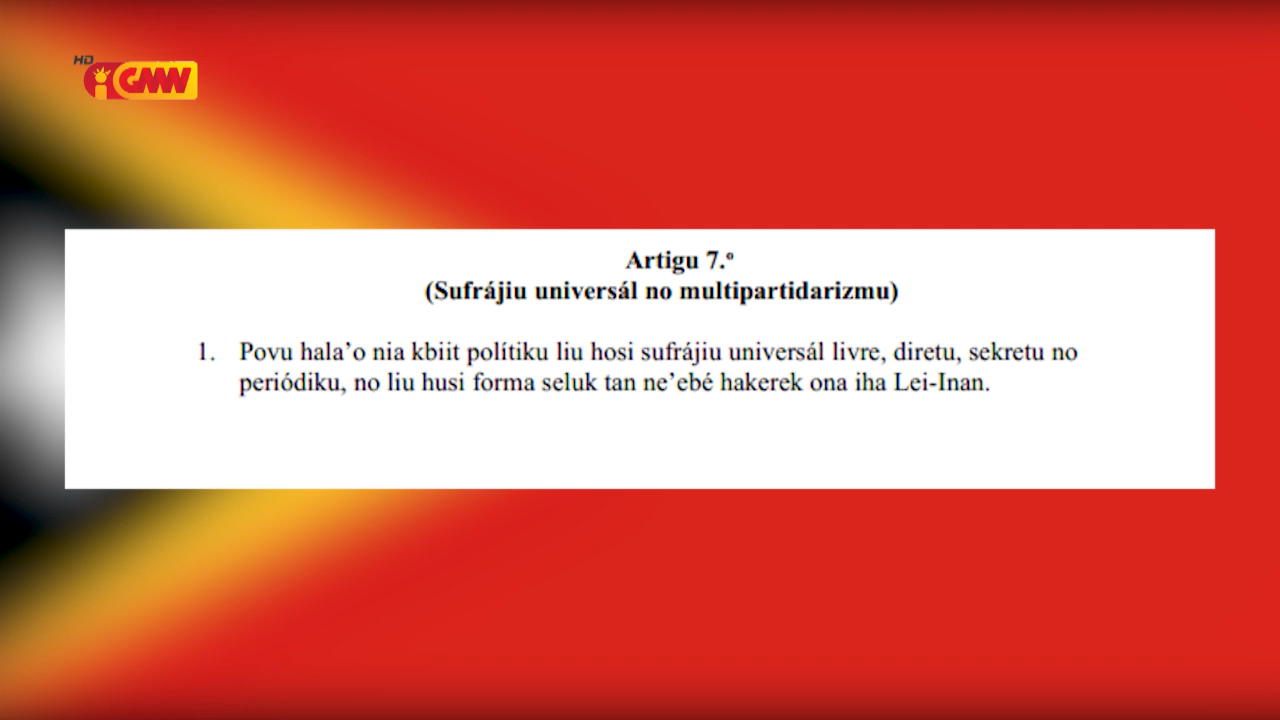 HD
GMN
Artigu 7.º
(Sufrájiu universál no multipartidarizmu)
1. Povu hala’o nia kbiit polítiku liu hosi sufrájiu universál livre, diretu, sekretu no
periódiku, no liu husi forma seluk tan ne’ebé hakerek ona iha Lei-Inan.